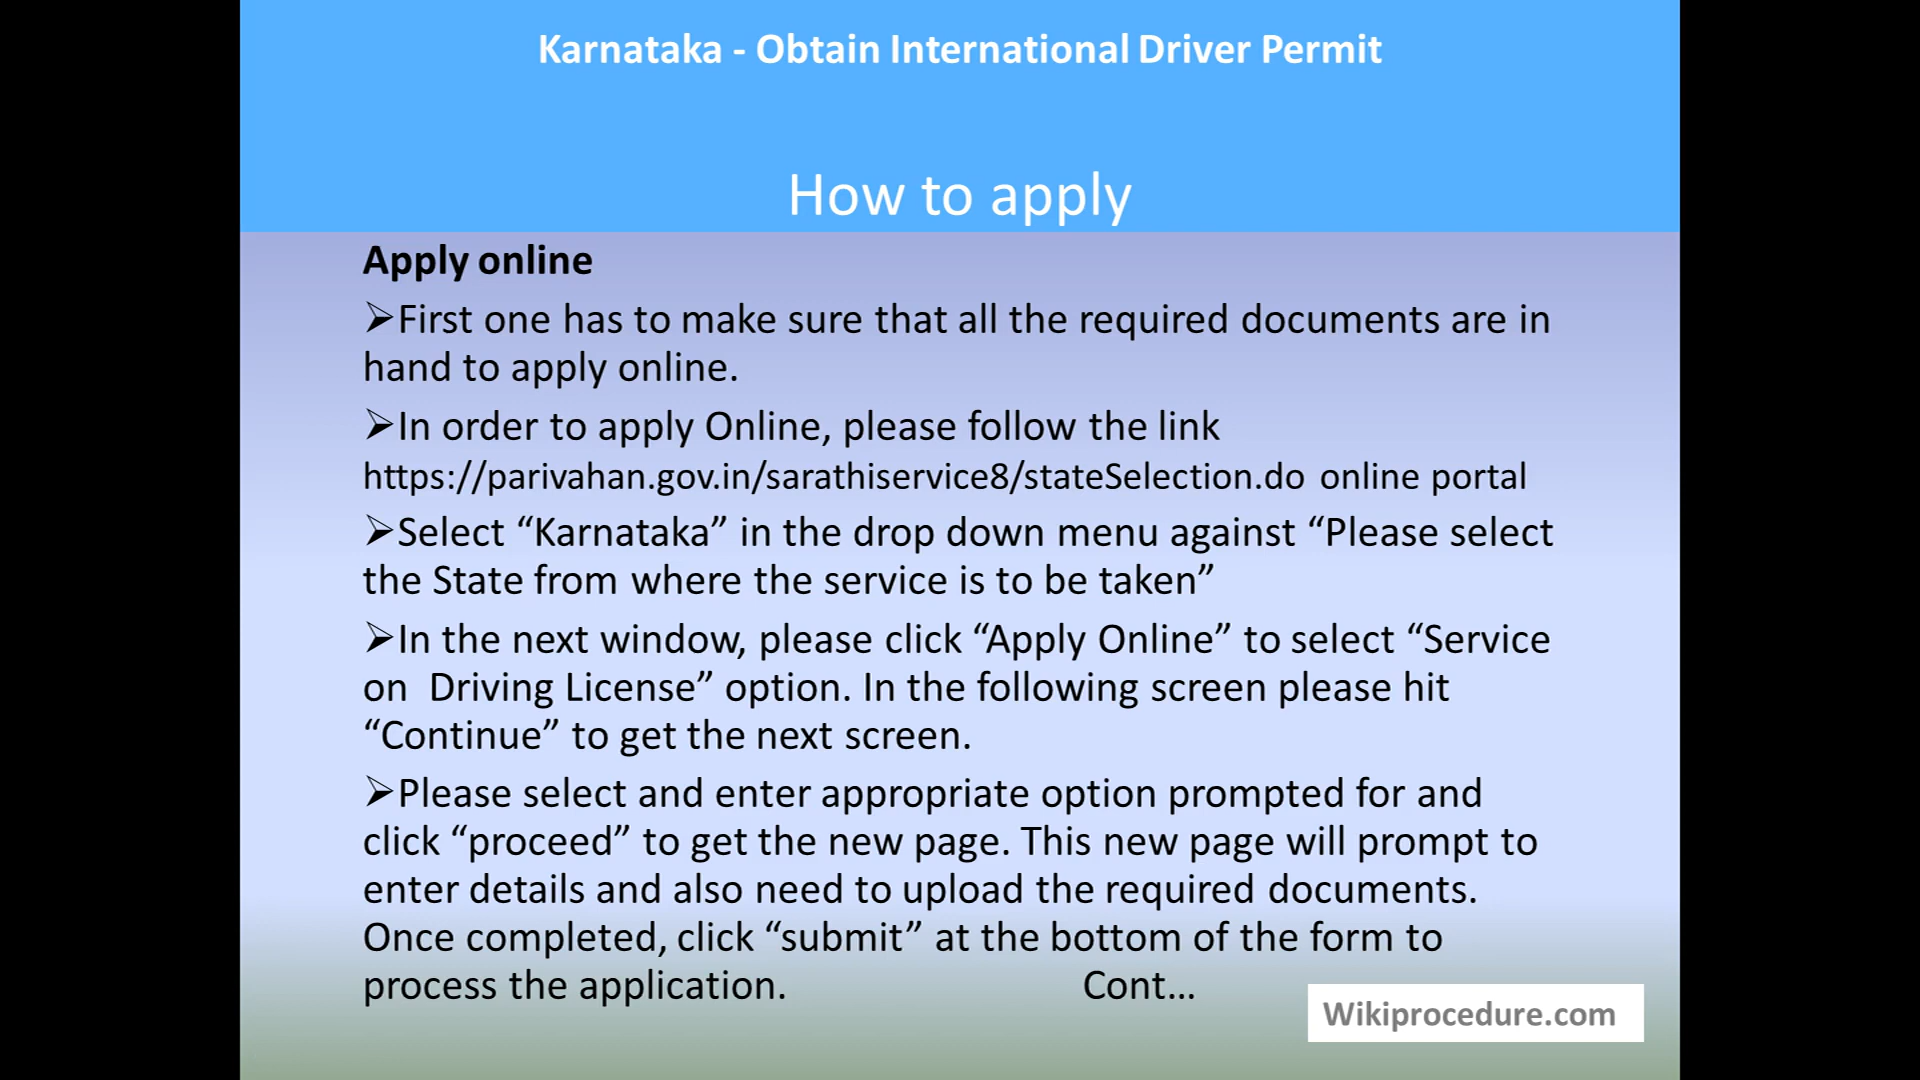 Karnataka - Obtain International Driver Permit
How to apply
Apply online
➢First one has to make sure that all the required documents are in
hand to apply online.
➢In order to apply Online, please follow the link
https://parivahan.gov.in/sarathiservice8/stateSelection.do online portal
➢Select “Karnataka” in the drop down menu against “Please select
the State from where the service is to be taken”
➢In the next window, please click “Apply Online” to select “Service
on  Driving License” option. In the following screen please hit
“Continue” to get the next screen.
➢Please select and enter appropriate option prompted for and
click “proceed” to get the new page. This new page will prompt to
enter details and also need to upload the required documents.
Once completed, click “submit” at the bottom of the form to
process the application. Cont…
Wikiprocedure.com